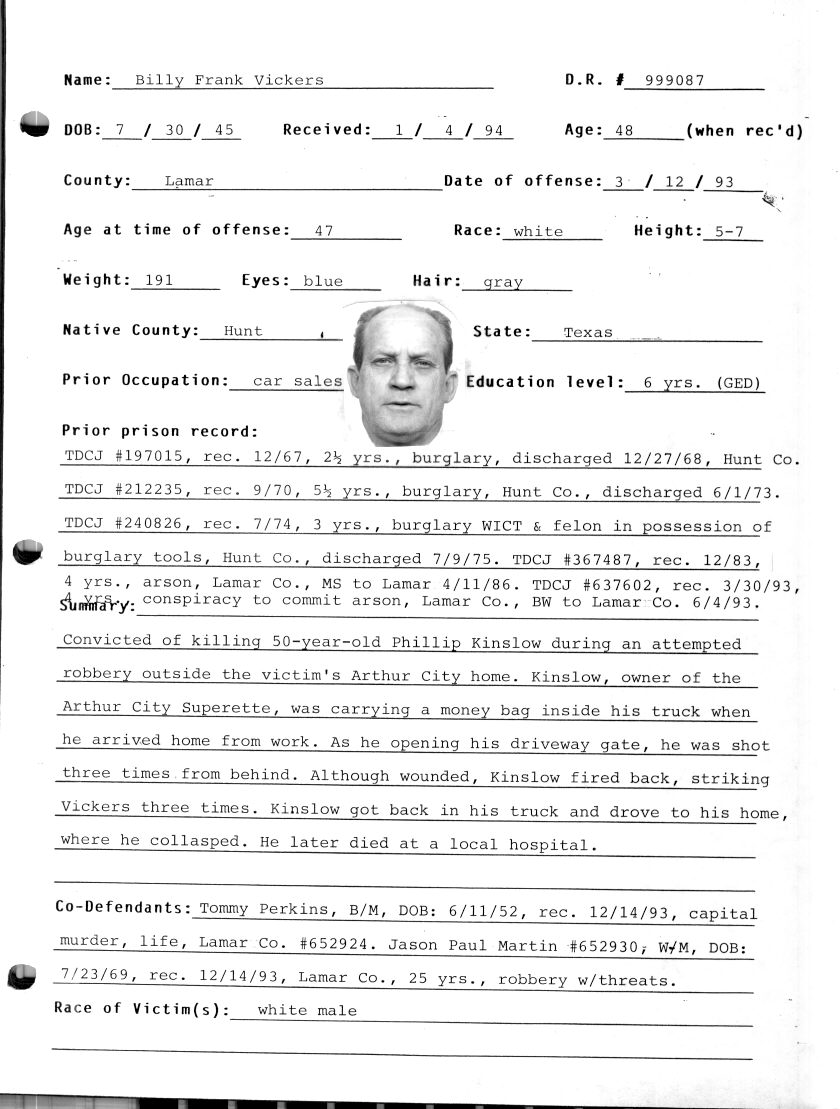 Name: Billy Frank Vickers D.R. # 999087
DOB: 7 / 30 / 45 Received: 1 / 4 / 94 Age: 48 (when rec'd)
County: Lamar Date of offense: 3 / 12 / 93
Age at time of offense: 47 Race: white Height: 5-7
Weight: 191 Eyes: blue Hair: gray
Native County: Hunt State: Texas
Prior Occupation: car sales Education level: 6 yrs. (GED)
Prior prison record:
TDCJ #197015, rec. 12/67, 2½ yrs., burglary, discharged 12/27/68, Hunt Co.
TDCJ #212235, rec. 9/70, 5½ yrs., burglary, Hunt Co., discharged 6/1/73.
TDCJ #240826, rec. 7/74, 3 yrs., burglary WICT & felon in possession of
burglary tools, Hunt Co., discharged 7/9/75. TDCJ #367487, rec. 12/83,
4 yrs., arson, Lamar Co., MS to Lamar 4/11/86. TDCJ #637602, rec. 3/30/93,
4 yrs., conspiracy to commit arson, Lamar Co., BW to Lamar Co. 6/4/93.
Summary:
Convicted of killing 50-year-old Phillip Kinslow during an attempted
robbery outside the victim's Arthur City home. Kinslow, owner of the
Arthur City Superette, was carrying a money bag inside his truck when
he arrived home from work. As he opening his driveway gate, he was shot
three times from behind. Although wounded, Kinslow fired back, striking
Vickers three times. Kinslow got back in his truck and drove to his home,
where he collasped. He later died at a local hospital.
Co-Defendants: Tommy Perkins, B/M, DOB: 6/11/52, rec. 12/14/93, capital
murder, life, Lamar Co. #652924. Jason Paul Martin #652930, W/M, DOB:
7/23/69, rec. 12/14/93, Lamar Co., 25 yrs., robbery w/threats.
Race of Victim(s): white male